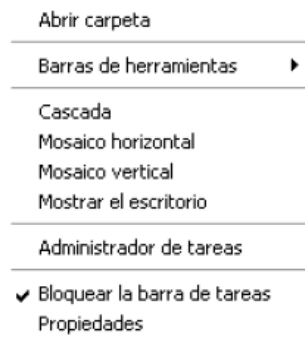 Abrir carpeta
Barras de herramientas
Cascada
Mosaico horizontal
Mosaico vertical
Mostrar el escritorio
Administrador de tareas
Bloquear la barra de tareas
Propiedades